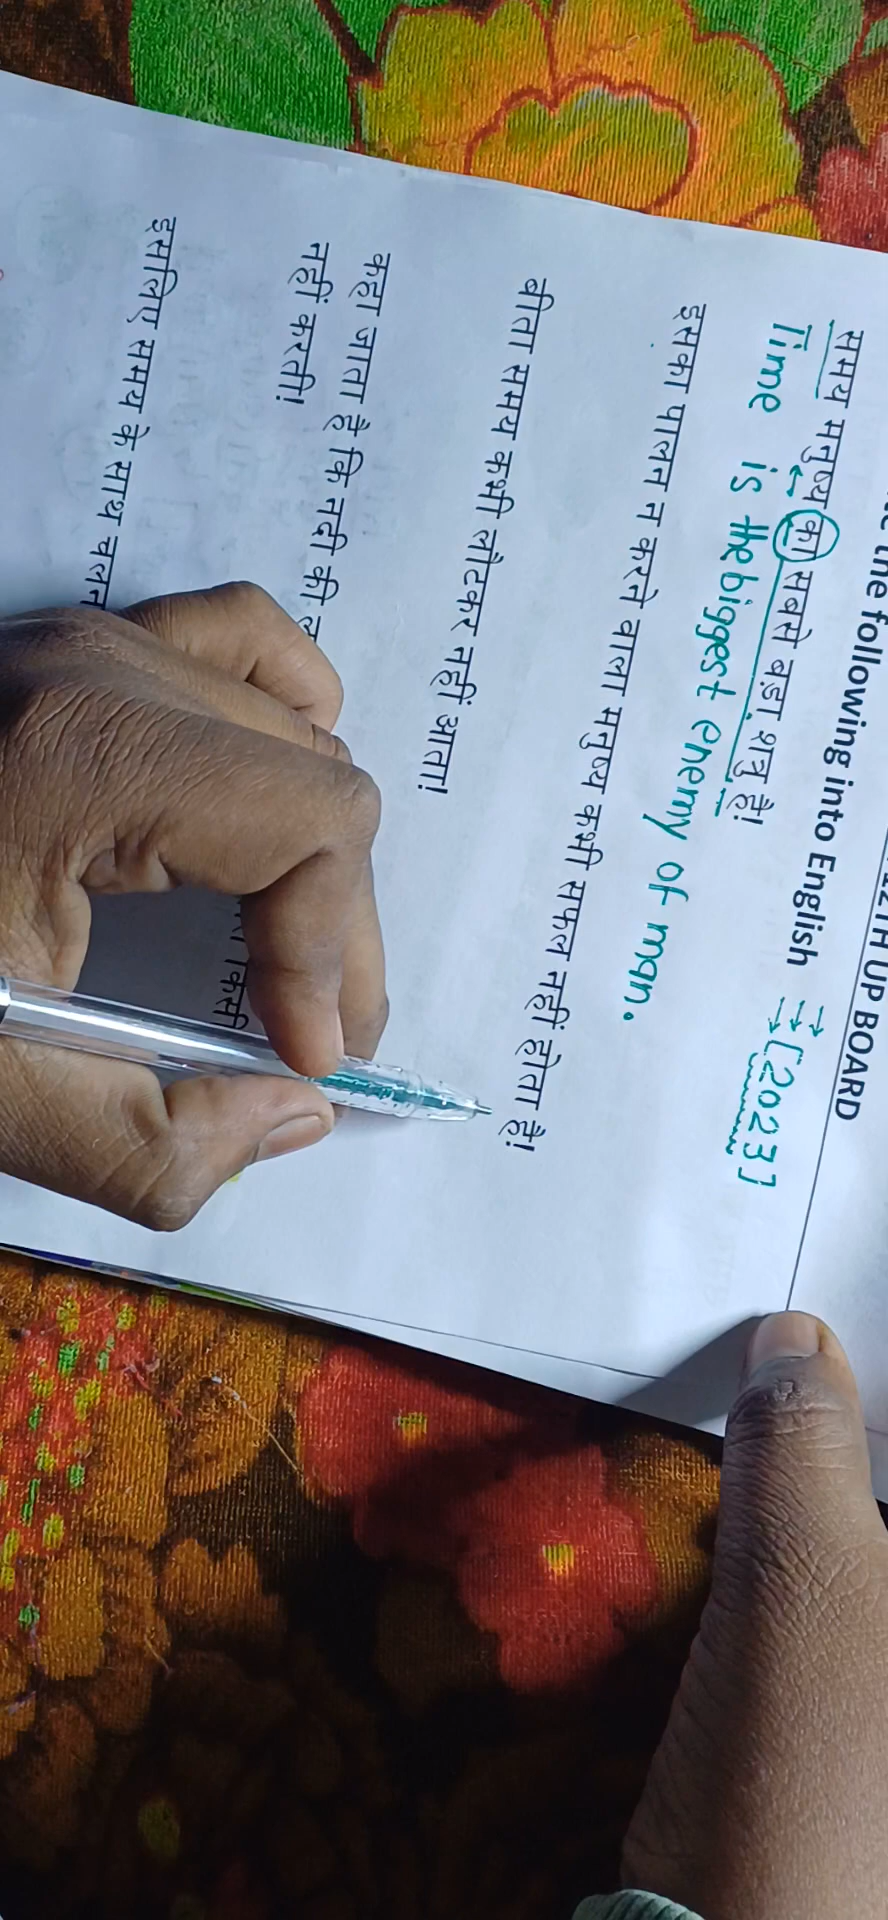 12TH UP BOARD
the following into English → [2023]
समय मनुष्य का सबसे बड़ा शत्रु है!
Time is the biggest enemy of man.
इसका पालन न करने वाला मनुष्य कभी सफल नहीं होता है!
बीता समय कभी लौटकर नहीं आता!
कहा जाता है कि नदी की किसी
नहीं करती!
इसलिए समय के साथ